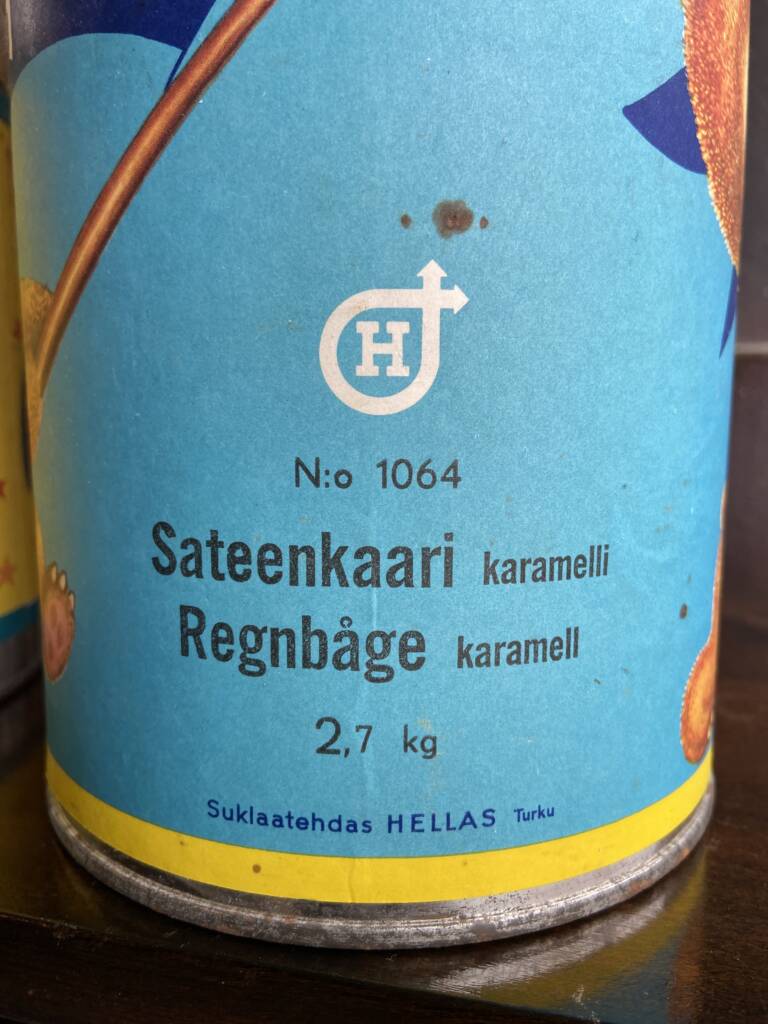 H
N:o 1064
Sateenkaari karamelli
Regnbåge karamell
2,7 kg
Suklaatehdas HELLAS Turku